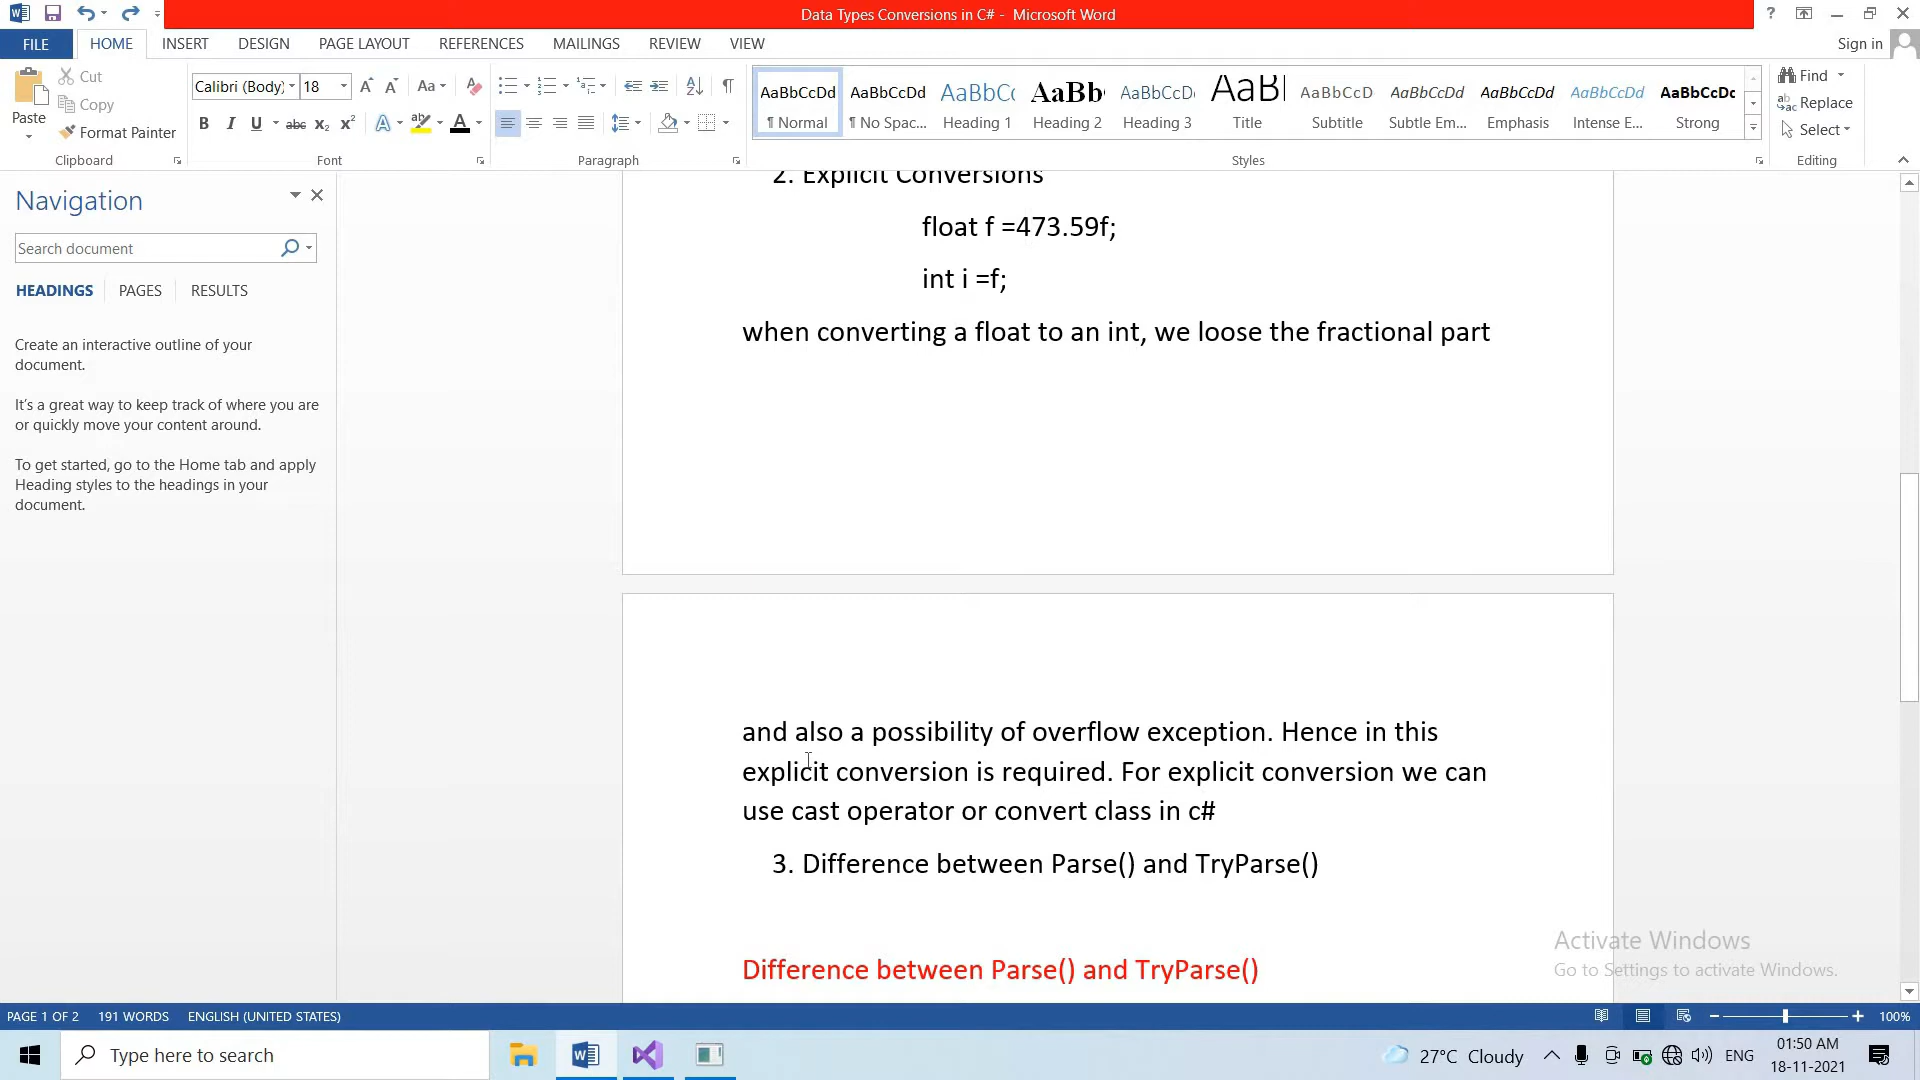 Data Types Conversions in C# - Microsoft Word
?
FILE HOME INSERT DESIGN PAGE LAYOUT REFERENCES MAILINGS REVIEW VIEW Sign in
Paste
Cut
Copy
Format Painter
Clipboard
Calibri (Body) 18
Font
Paragraph
AaBbCcDd ¶ Normal
AaBbCcDd ¶ No Spac...
AaBbCc Heading 1
AaBb Heading 2
AaBbCcD Heading 3
AaB Title
AaBbCcD Subtitle
AaBbCcDd Subtle Em...
AaBbCcDd Emphasis
AaBbCcDd Intense E...
AaBbCcDc Strong
Styles
Find
Replace
Select
Editing
Navigation
Search document
HEADINGS PAGES RESULTS
Create an interactive outline of your
document.
It's a great way to keep track of where you are
or quickly move your content around.
To get started, go to the Home tab and apply
Heading styles to the headings in your
document.
2. Explicit Conversions
float f =473.59f;
int i =f;
when converting a float to an int, we loose the fractional part
and also a possibility of overflow exception. Hence in this
explicit conversion is required. For explicit conversion we can
use cast operator or convert class in c#
3. Difference between Parse() and TryParse()
Difference between Parse() and TryParse()
Activate Windows
Go to Settings to activate Windows.
PAGE 1 OF 2 191 WORDS ENGLISH (UNITED STATES) 100%
Type here to search
27°C Cloudy
ENG
01:50 AM
18-11-2021